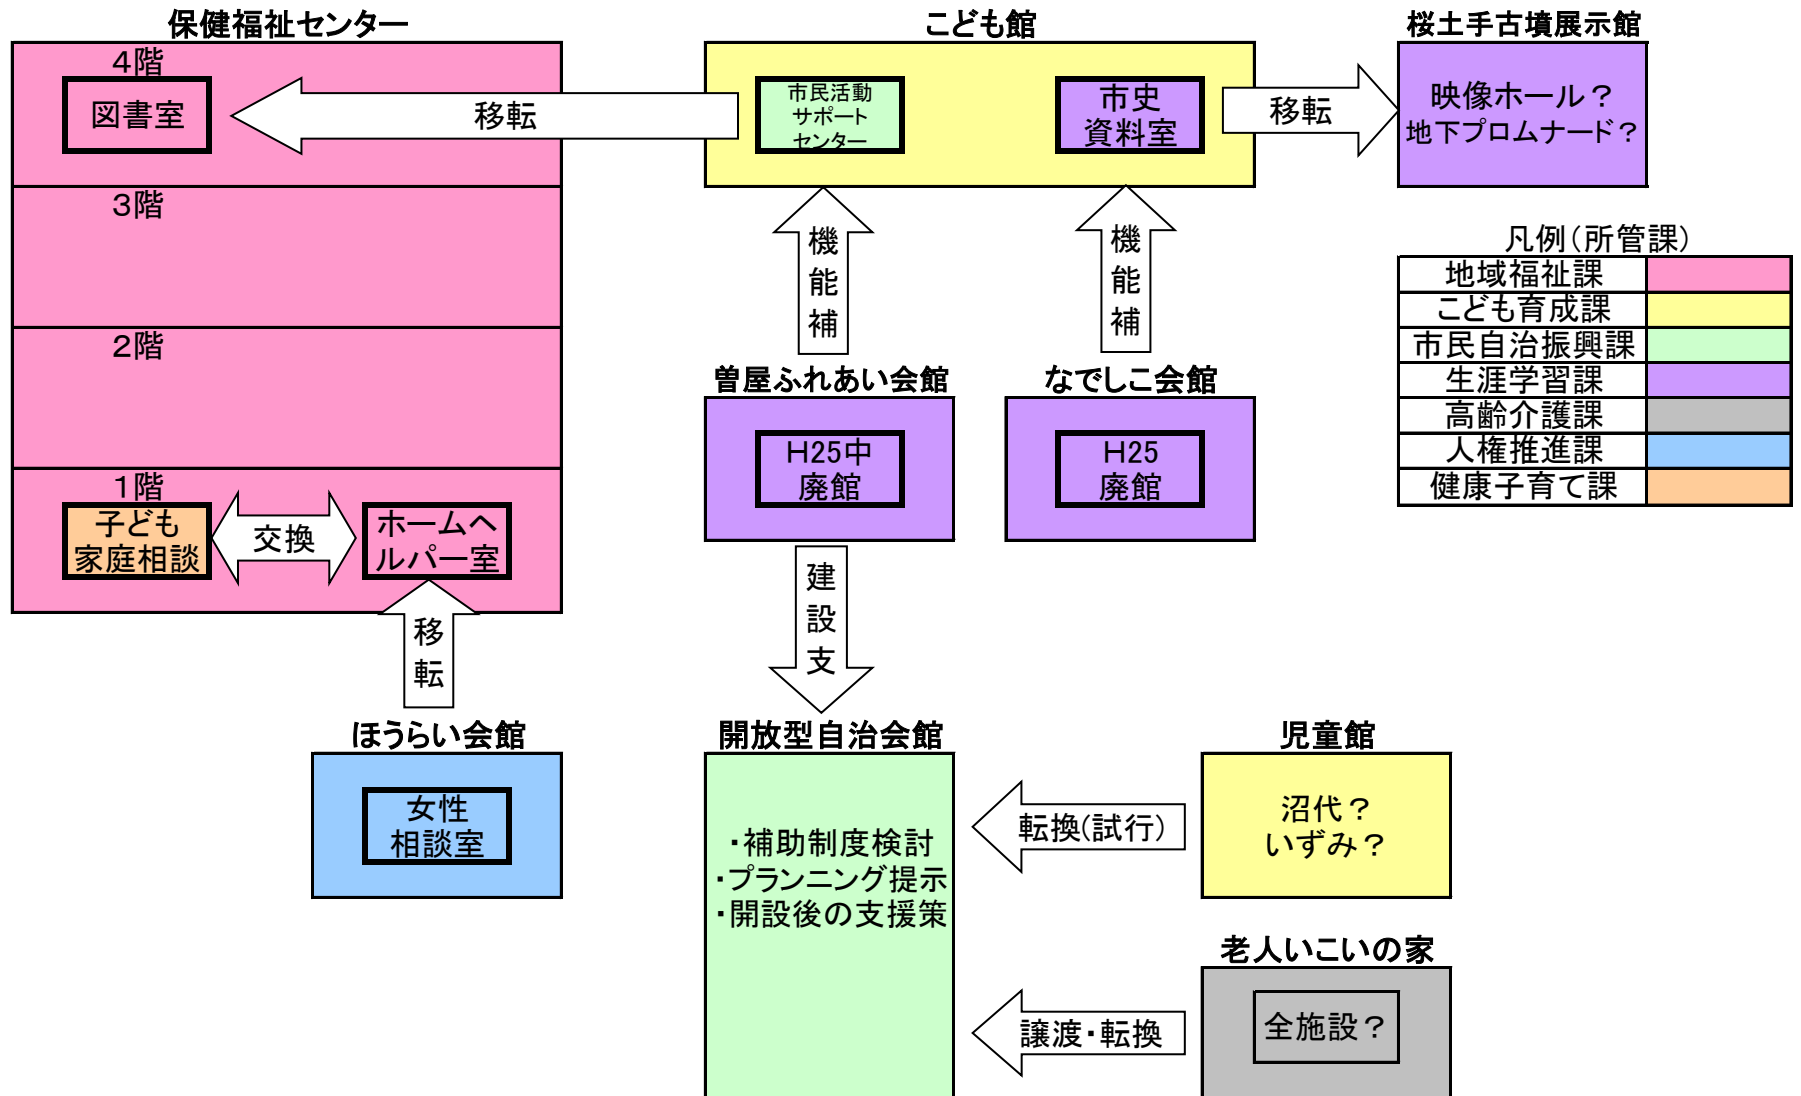 保健福祉センター
4階
図書室
3階
2階
1階
子ども
家庭相談
交換
ホームヘ
ルパー室
移
転
ほうらい会館
女性
相談室
移転
こども館
市民活動
サポート
センター
市史
資料室
移転
桜土手古墳展示館
映像ホール?
地下プロムナード?
機
能
補
機
能
補
曽屋ふれあい会館
H25中
廃館
なでしこ会館
H25
廃館
建
設
支
開放型自治会館
・補助制度検討
・プランニング提示
・開設後の支援策
転換(試行)
児童館
沼代?
いずみ?
譲渡・転換
老人いこいの家
全施設?
凡例(所管課)
地域福祉課
こども育成課
市民自治振興課
生涯学習課
高齢介護課
人権推進課
健康子育て課